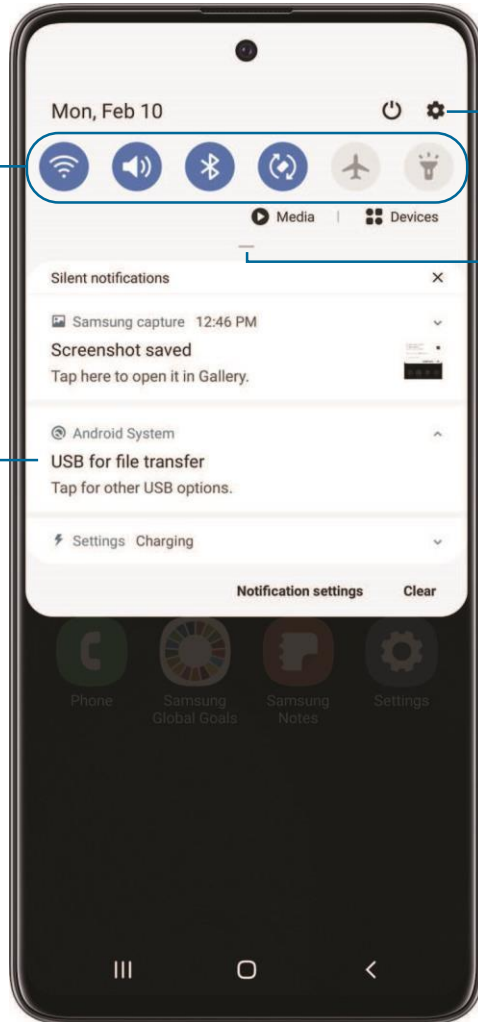 Mon, Feb 10
Media | Devices
Silent notifications
Samsung capture 12:46 PM
Screenshot saved
Tap here to open it in Gallery.
Android System
USB for file transfer
Tap for other USB options.
Settings Charging
Notification settings Clear
Phone Samsung Global Goals Samsung Notes Settings